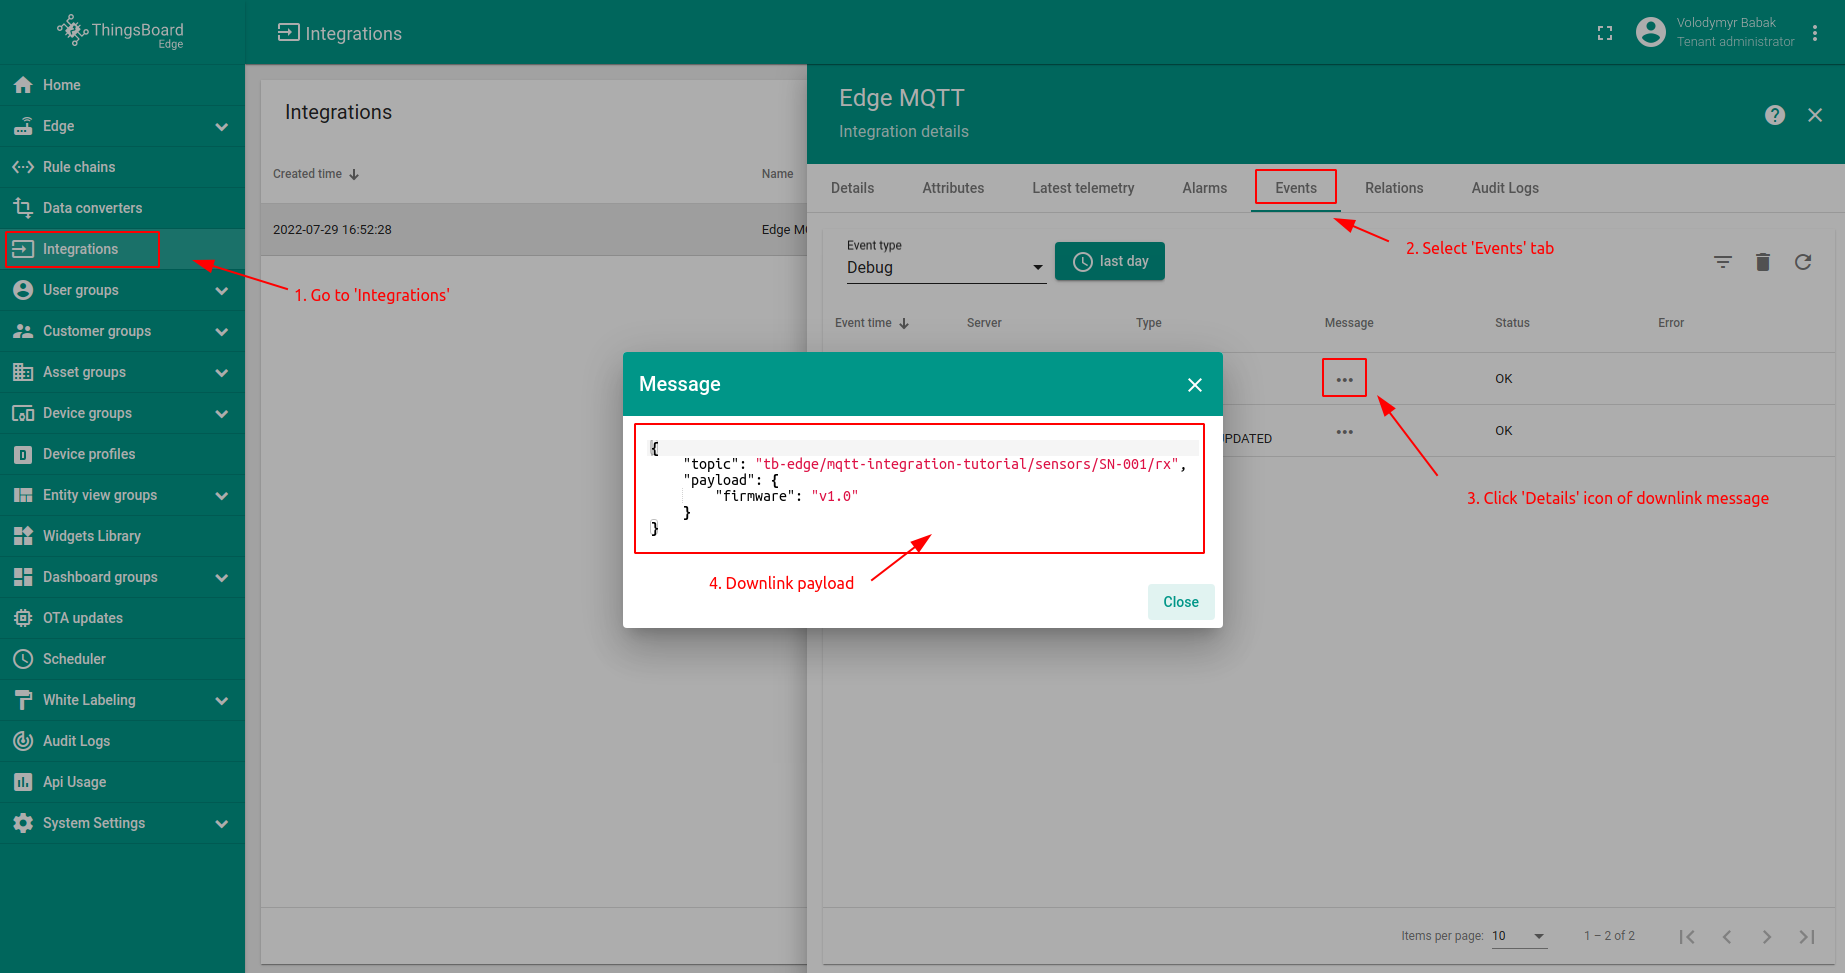 ThingsBoard
Edge
Integrations
Volodymyr Babak
Tenant administrator
Home
Edge
Rule chains
Data converters
Integrations
User groups
Customer groups
Asset groups
Device groups
Device profiles
Entity view groups
Widgets Library
Dashboard groups
OTA updates
Scheduler
White Labeling
Audit Logs
Api Usage
System Settings
1. Go to 'Integrations'
Integrations
Created time Name
2022-07-29 16:52:28 Edge M
Edge MQTT
Integration details
Details Attributes Latest telemetry Alarms Events Relations Audit Logs
2. Select 'Events' tab
Event type
Debug
last day
Event time Server Type Message Status Error
OK
PDATED OK
3. Click 'Details' icon of downlink message
Message
{
"topic": "tb-edge/mqtt-integration-tutorial/sensors/SN-001/rx",
"payload": {
"firmware": "v1.0"
}
}
4. Downlink payload
Close
Items per page: 10 1 – 2 of 2